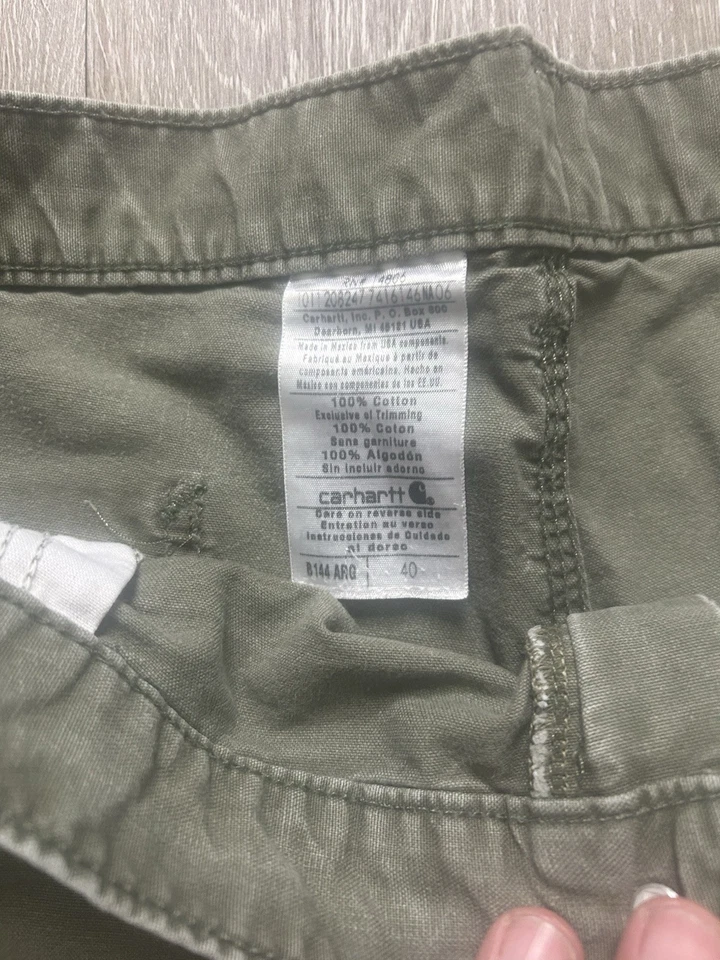 RN# 14806
Carhartt, Inc. P. O. Box 600
Dearborn, MI 48121 USA
Made in Mexico from USA components.
Fabriqué au Mexique à partir de
composants américains. Hecho en
México con componentes de los EE.UU.
100% Cotton
Exclusive of Trimming
100% Coton
Sans garniture
100% Algodón
Sin incluir adorno
carhartt
Care on reverse side
Entretien au verso
Instrucciones de Cuidado
al dorso
B144 ARG 40